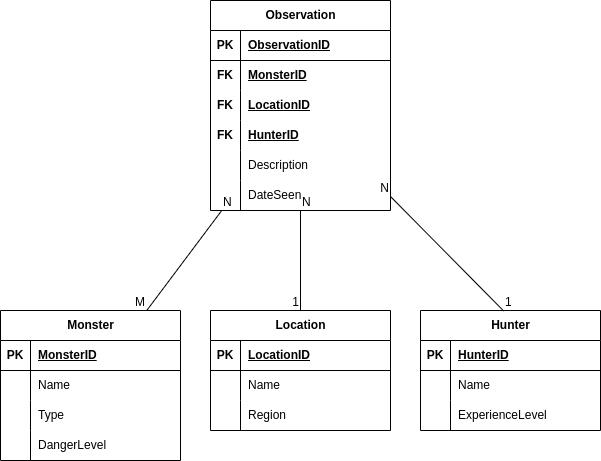 Observation
PK ObservationID
FK MonsterID
FK LocationID
FK HunterID
Description
DateSeen
N
N
N
M
1
1
Monster
PK MonsterID
Name
Type
DangerLevel
Location
PK LocationID
Name
Region
Hunter
PK HunterID
Name
ExperienceLevel